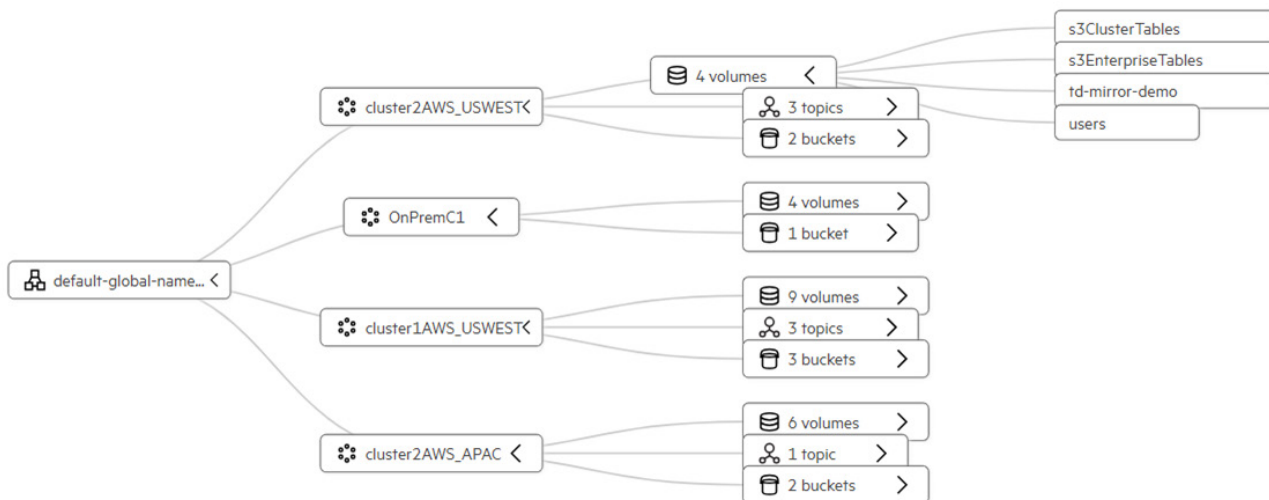 default-global-name...
cluster2AWS_USWEST
4 volumes
s3ClusterTables
s3EnterpriseTables
td-mirror-demo
users
3 topics
2 buckets
OnPremC1
4 volumes
1 bucket
cluster1AWS_USWEST
9 volumes
3 topics
3 buckets
cluster2AWS_APAC
6 volumes
1 topic
2 buckets